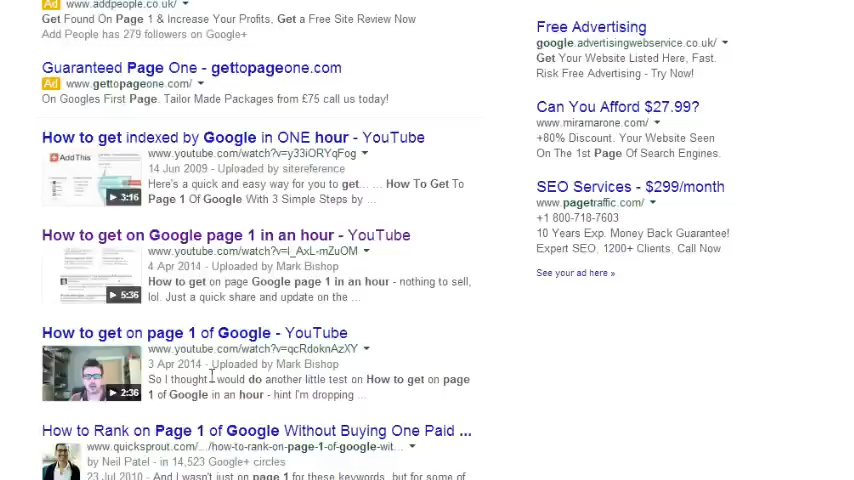 Ad www.addpeople.co.uk/
Get Found On Page 1 & Increase Your Profits, Get a Free Site Review Now
Add People has 279 followers on Google+
Guaranteed Page One - gettopageone.com
Ad www.gettopageone.com/
On Googles First Page. Tailor Made Packages from £75 call us today!
How to get indexed by Google in ONE hour - YouTube
www.youtube.com/watch?v=y33iORYqFog
14 Jun 2009 - Uploaded by sitereference
Here's a quick and easy way for you to get... ... How To Get To
Page 1 Of Google With 3 Simple Steps by ...
Add This
3:16
How to get on Google page 1 in an hour - YouTube
www.youtube.com/watch?v=l_AxL-mZuOM
4 Apr 2014 - Uploaded by Mark Bishop
How to get on page Google page 1 in an hour - nothing to sell,
lol. Just a quick share and update on the ...
5:36
How to get on page 1 of Google - YouTube
www.youtube.com/watch?v=qcRdoknAzXY
3 Apr 2014 - Uploaded by Mark Bishop
So I thought I would do another little test on How to get on page
1 of Google in an hour - hint I'm dropping ...
2:36
How to Rank on Page 1 of Google Without Buying One Paid ...
www.quicksprout.com/.../how-to-rank-on-page-1-of-google-wit...
by Neil Patel - in 14,523 Google+ circles
23 Jul 2010 - And I wasn't just on page 1 for these keywords, but for some of
Free Advertising
google.advertisingwebservice.co.uk/
Get Your Website Listed Here, Fast.
Risk Free Advertising - Try Now!
Can You Afford $27.99?
www.miramarone.com/
+60% Discount. Your Website Seen
On The 1st Page Of Search Engines.
SEO Services - $299/month
www.pagetraffic.com/
+1 800-718-7603
10 Years Exp. Money Back Guarantee!
Expert SEO, 1200+ Clients, Call Now
See your ad here »